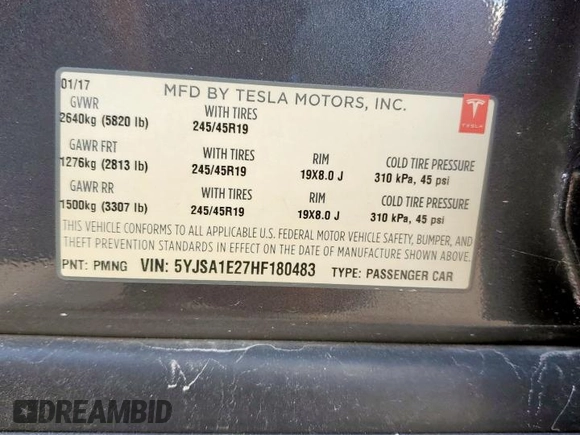 01/17
MFD BY TESLA MOTORS, INC.
TESLA
GVWR WITH TIRES
2640kg (5820 lb) 245/45R19
GAWR FRT WITH TIRES RIM COLD TIRE PRESSURE
1276kg (2813 lb) 245/45R19 19X8.0 J 310 kPa, 45 psi
GAWR RR WITH TIRES RIM COLD TIRE PRESSURE
1500kg (3307 lb) 245/45R19 19X8.0 J 310 kPa, 45 psi
THIS VEHICLE CONFORMS TO ALL APPLICABLE U.S. FEDERAL MOTOR VEHICLE SAFETY, BUMPER, AND
THEFT PREVENTION STANDARDS IN EFFECT ON THE DATE OF MANUFACTURE SHOWN ABOVE.
PNT: PMNG VIN: 5YJSA1E27HF180483 TYPE: PASSENGER CAR
DREAMBID